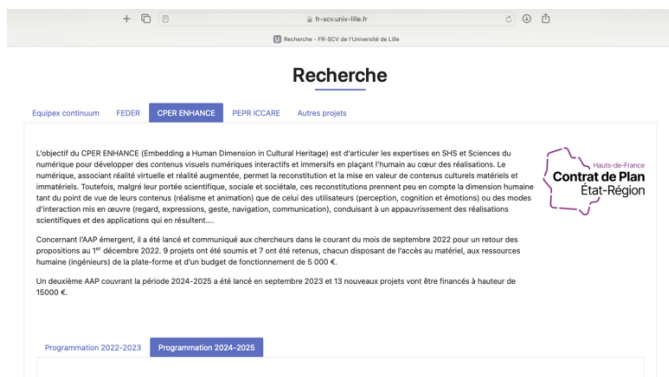 fr-scv.univ-lille.fr
Recherche - FR-SCV de l'Université de Lille
Recherche
Equipex continuum FEDER CPER ENHANCE PEPR ICCARE Autres projets
L'objectif du CPER ENHANCE (Embedding a Human Dimension in Cultural Heritage) est d'articuler les expertises en SHS et Sciences du
numérique pour développer des contenus visuels numériques interactifs et immersifs en plaçant l'humain au cœur des réalisations. Le
numérique, associant réalité virtuelle et réalité augmentée, permet la reconstitution et la mise en valeur de contenus culturels matériels et
immatériels. Toutefois, malgré leur portée scientifique, sociale et sociétale, ces reconstitutions prennent peu en compte la dimension humaine
tant du point de vue de leurs contenus (réalisme et animation) que de celui des utilisateurs (perception, cognition et émotions) ou des modes
d'interaction mis en œuvre (regard, expressions, geste, navigation, communication), conduisant à un appauvrissement des réalisations
scientifiques et des applications qui en résultent....
Hauts-de-France
Contrat de Plan
État-Région
Concernant l'AAP émergent, il a été lancé et communiqué aux chercheurs dans le courant du mois de septembre 2022 pour un retour des
propositions au 1er décembre 2022. 9 projets ont été soumis et 7 ont été retenus, chacun disposant de l'accès au matériel, aux ressources
humaine (ingénieurs) de la plate-forme et d'un budget de fonctionnement de 5 000 €.
Un deuxième AAP couvrant la période 2024-2025 a été lancé en septembre 2023 et 13 nouveaux projets vont être financés à hauteur de
15000 €.
Programmation 2022-2023 Programmation 2024-2025